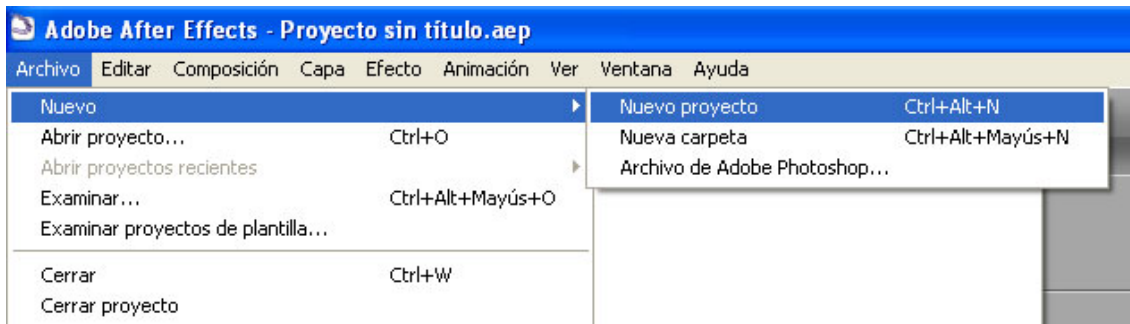 Adobe After Effects - Proyecto sin título.aep
Archivo Editar Composición Capa Efecto Animación Ver Ventana Ayuda
Nuevo
Abrir proyecto... Ctrl+O
Abrir proyectos recientes
Examinar... Ctrl+Alt+Mayús+O
Examinar proyectos de plantilla...
Cerrar Ctrl+W
Cerrar proyecto
Nuevo proyecto Ctrl+Alt+N
Nueva carpeta Ctrl+Alt+Mayús+N
Archivo de Adobe Photoshop...